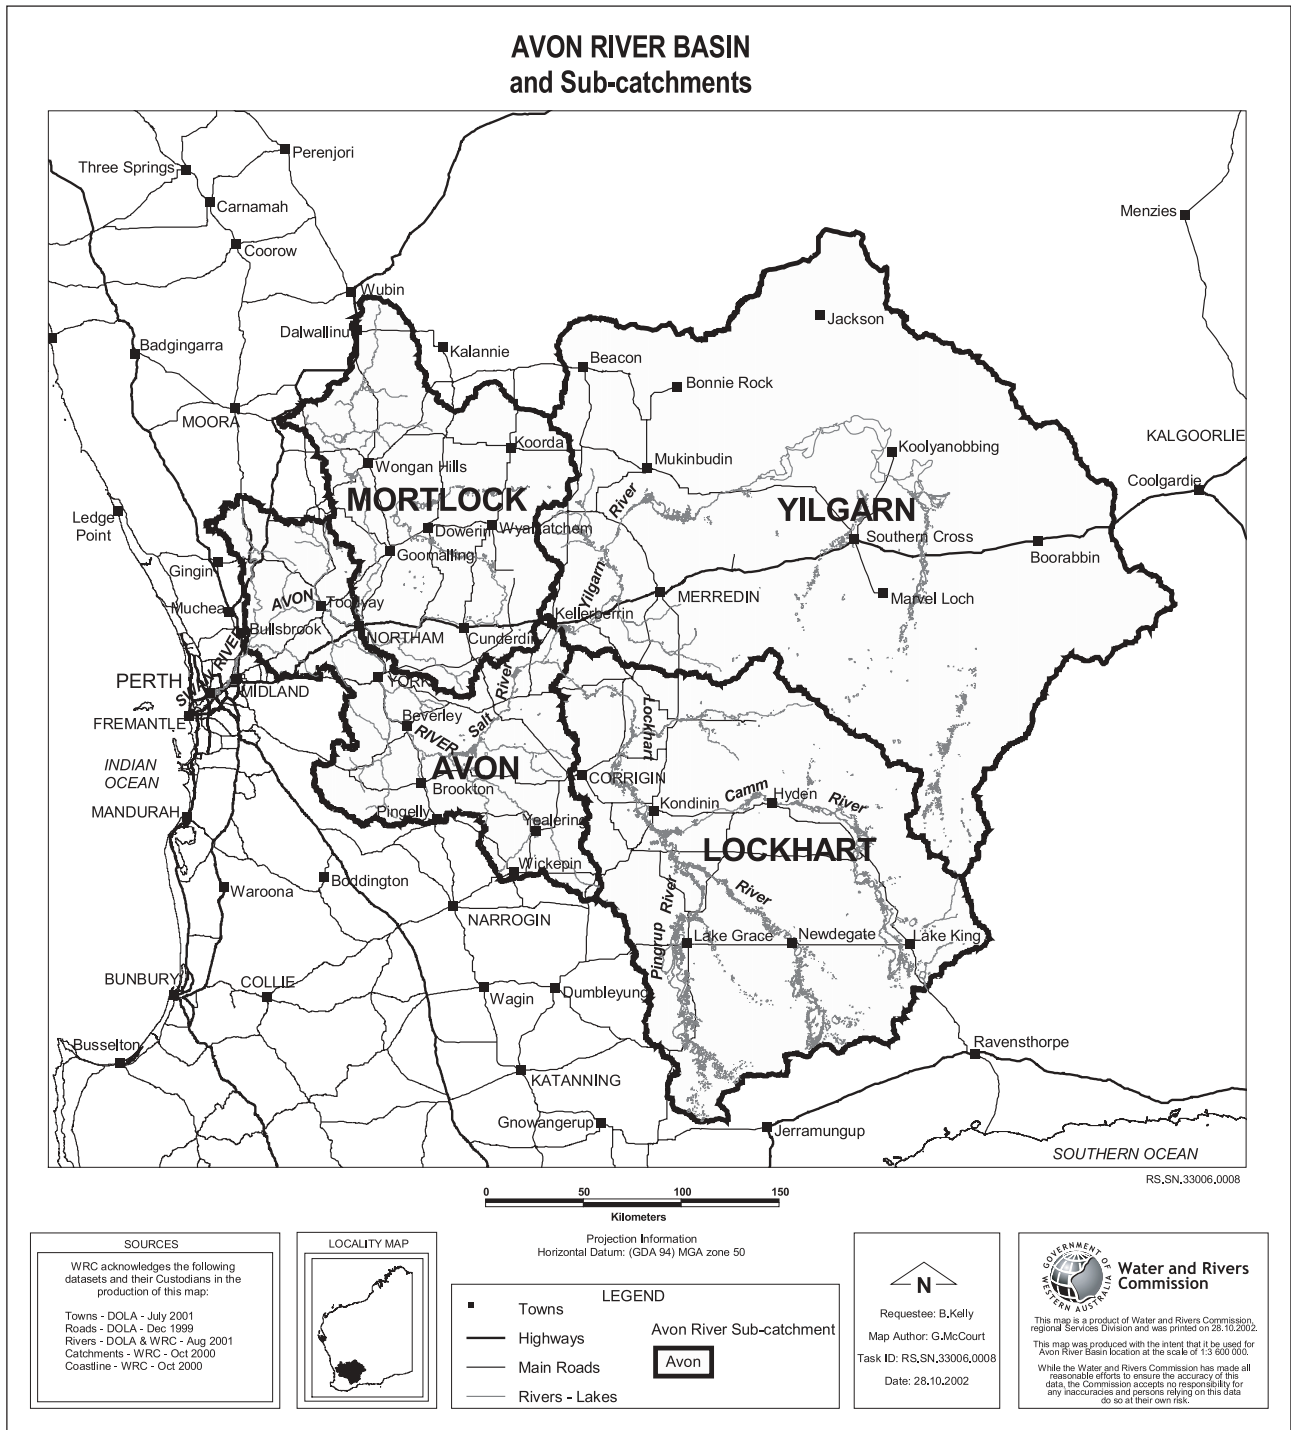 AVON RIVER BASIN
and Sub-catchments
Perenjori
Three Springs
Carnamah
Menzies
Coorow
Wubin
Jackson
Dalwallinu
Badgingarra
Kalannie
Beacon
Bonnie Rock
MOORA
KALGOORLIE
Koorda
Koolyanobbing
Wongan Hills
Mukinbudin
Coolgardie
MORTLOCK
River
YILGARN
Ledge
Point
Dowerin
Wyalkatchem
Southern Cross
Goomalling
Boorabbin
Gingin
Yilgarn
AVON
Toodyay
MERREDIN
Marvel Loch
Muchea
Kellerberrin
Bullsbrook
NORTHAM
Cunderdin
SWAN RIVER
PERTH
MIDLAND
YORK
River
Lockhart
FREMANTLE
Beverley
RIVER
Salt
INDIAN
OCEAN
AVON
CORRIGIN
Brookton
Camm
Hyden
River
MANDURAH
Pingelly
Kondinin
Yealering
LOCKHART
Wickepin
Boddington
Waroona
River
River
NARROGIN
Pingrup
Lake Grace
Newdegate
Lake King
BUNBURY
COLLIE
Wagin
Dumbleyung
Busselton
Ravensthorpe
KATANNING
Gnowangerup
Jerramungup
SOUTHERN OCEAN
RS.SN.33006.0008
0 50 100 150
Kilometers
Projection Information
Horizontal Datum: (GDA 94) MGA zone 50
SOURCES
WRC acknowledges the following
datasets and their Custodians in the
production of this map:
Towns - DOLA - July 2001
Roads - DOLA - Dec 1999
Rivers - DOLA & WRC - Aug 2001
Catchments - WRC - Oct 2000
Coastline - WRC - Oct 2000
LOCALITY MAP
LEGEND
Towns
Highways
Main Roads
Rivers - Lakes
Avon River Sub-catchment
Avon
N
Requestee: B.Kelly
Map Author: G.McCourt
Task ID: RS.SN.33006.0008
Date: 28.10.2002
GOVERNMENT OF
WESTERN AUSTRALIA
Water and Rivers
Commission
This map is a product of Water and Rivers Commission,
regional Services Division and was printed on 28.10.2002.
This map was produced with the intent that it be used for
Avon River Basin location at the scale of 1:3 600 000.
While the Water and Rivers Commission has made all
reasonable efforts to ensure the accuracy of this
data, the Commission accepts no responsibility for
any inaccuracies and persons relying on this data
do so at their own risk.